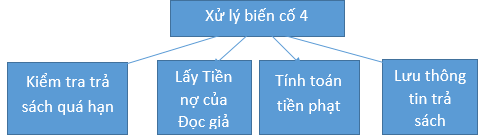 Xử lý biến cố 4
Kiểm tra trả
sách quá hạn
Lấy Tiền
nợ của
Đọc giả
Tính toán
tiền phạt
Lưu thông
tin trả
sách